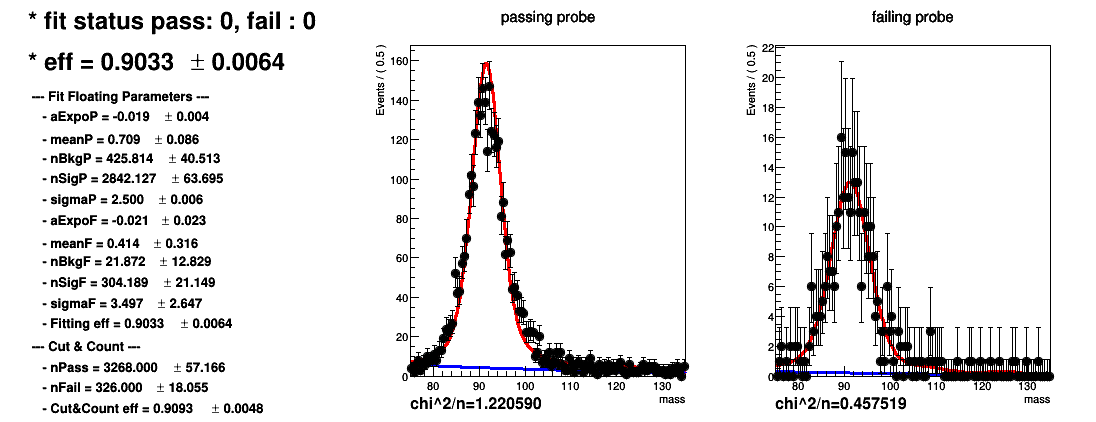 * fit status pass: 0, fail : 0
* eff = 0.9033 ± 0.0064
--- Fit Floating Parameters ---
- aExpoP = -0.019 ± 0.004
- meanP = 0.709 ± 0.086
- nBkgP = 425.814 ± 40.513
- nSigP = 2842.127 ± 63.695
- sigmaP = 2.500 ± 0.006
- aExpoF = -0.021 ± 0.023
- meanF = 0.414 ± 0.316
- nBkgF = 21.872 ± 12.829
- nSigF = 304.189 ± 21.149
- sigmaF = 3.497 ± 2.647
- Fitting eff = 0.9033 ± 0.0064
--- Cut & Count ---
- nPass = 3268.000 ± 57.166
- nFail = 326.000 ± 18.055
- Cut&Count eff = 0.9093 ± 0.0048
passing probe
Events / ( 0.5 )
160
140
120
100
80
60
40
20
0
80 90 100 110 120 130
mass
chi^2/n=1.220590
failing probe
Events / ( 0.5 )
22
20
18
16
14
12
10
8
6
4
2
0
80 90 100 110 120 130
mass
chi^2/n=0.457519